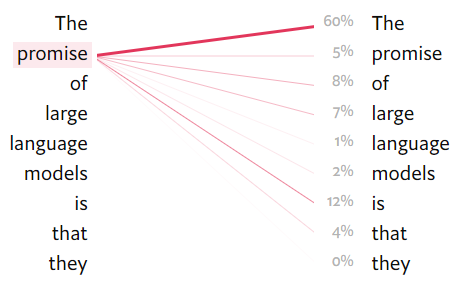 The 60% The
promise 5% promise
of 8% of
large 7% large
language 1% language
models 2% models
is 12% is
that 4% that
they 0% they